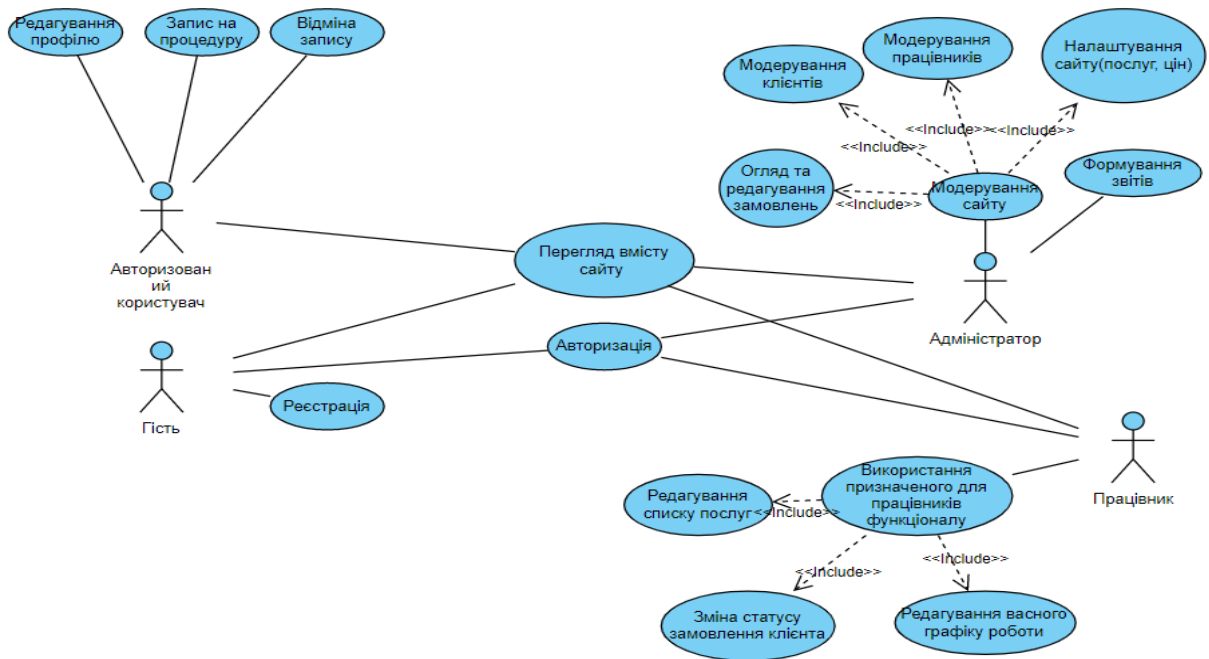 Редагування
профілю
Запис на
процедуру
Відміна
запису
Модерування
клієнтів
Модерування
працівників
Налаштування
сайту(послуг, цін)
<<Include>>
<<Include>>
<<Include>>
Огляд та
редагування
замовлень
<<Include>>
Модерування
сайту
Формування
звітів
Авторизован
ий
користувач
Перегляд вмісту
сайту
Адміністратор
Авторизація
Гість
Реєстрація
Працівник
Використання
призначеного для
працівників
функціоналу
Редагування
списку послуг
<<Include>>
<<Include>>
<<Include>>
Зміна статусу
замовлення клієнта
Редагування васного
графіку роботи